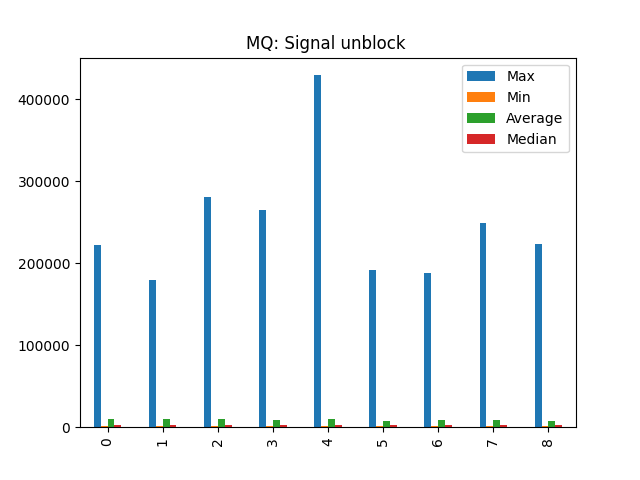 MQ: Signal unblock
Max
Min
Average
Median
400000
300000
200000
100000
0
0 1 2 3 4 5 6 7 8